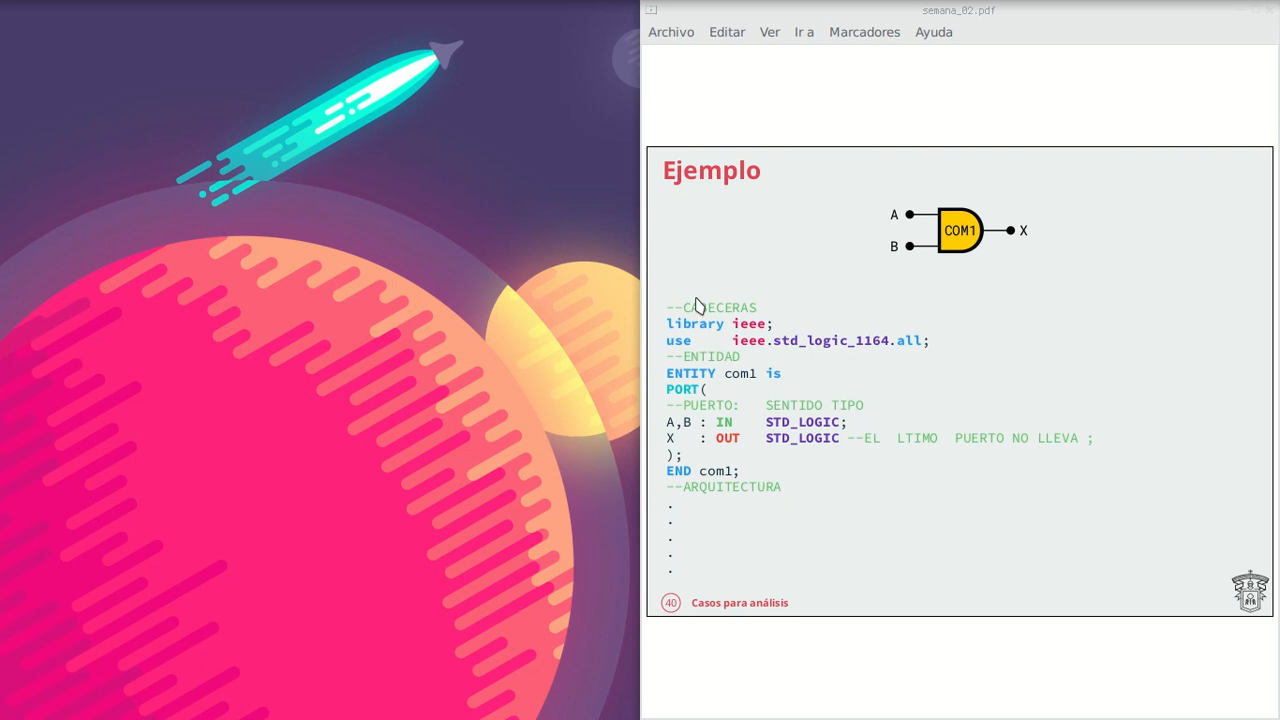 semana_02.pdf
Archivo Editar Ver Ir a Marcadores Ayuda
Ejemplo
A
COM1
X
B
--CABECERAS
library ieee;
use ieee.std_logic_1164.all;
--ENTIDAD
ENTITY com1 is
PORT(
--PUERTO: SENTIDO TIPO
A,B : IN STD_LOGIC;
X : OUT STD_LOGIC --EL LTIMO PUERTO NO LLEVA ;
);
END com1;
--ARQUITECTURA
.
.
.
.
.
40 Casos para análisis